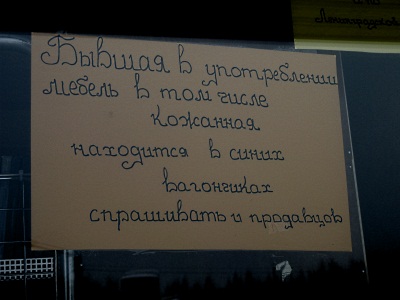 Бывшая в употреблении
мебель в том числе
кожанная
находится в синих
вагончиках
спрашивать и продавцов